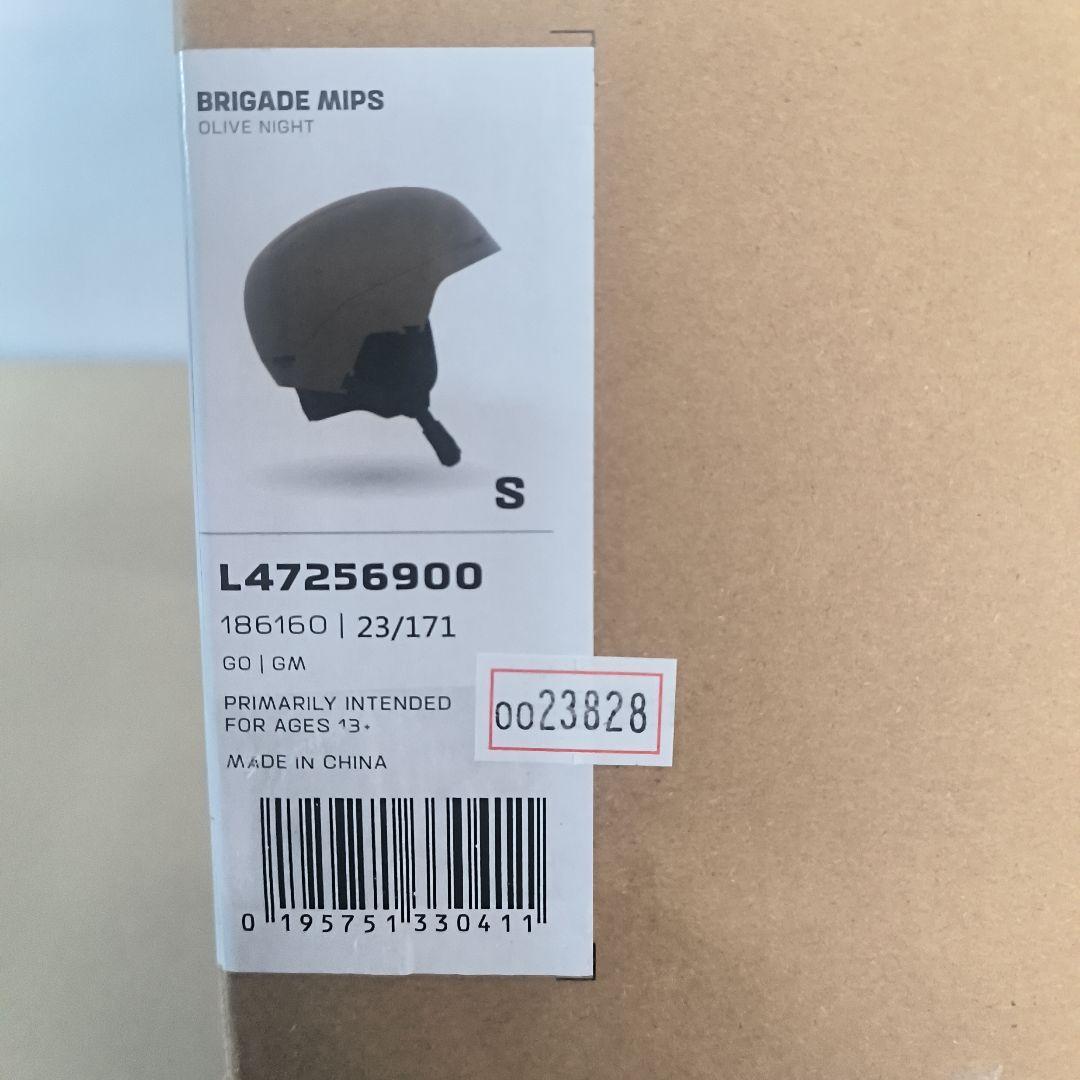 BRIGADE MIPS
OLIVE NIGHT
S
L47256900
186160 | 23/171
GO | GM
PRIMARILY INTENDED
FOR AGES 13+
MADE IN CHINA
0023828
0 195751 330411